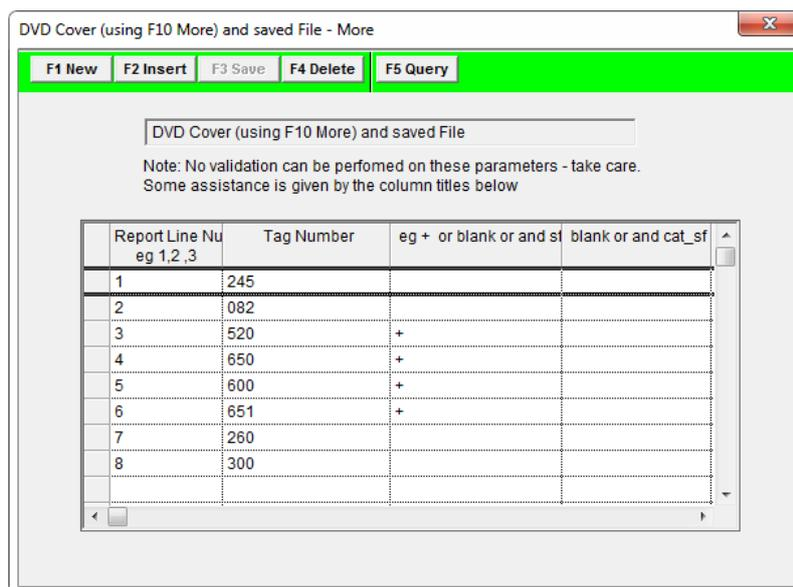 DVD Cover (using F10 More) and saved File - More
F1 New F2 Insert F3 Save F4 Delete F5 Query
DVD Cover (using F10 More) and saved File
Note: No validation can be perfomed on these parameters - take care.
Some assistance is given by the column titles below
Report Line Nu Tag Number eg + or blank or and sf blank or and cat_sf
eg 1,2 ,3
1 245
2 082
3 520 +
4 650 +
5 600 +
6 651 +
7 260
8 300